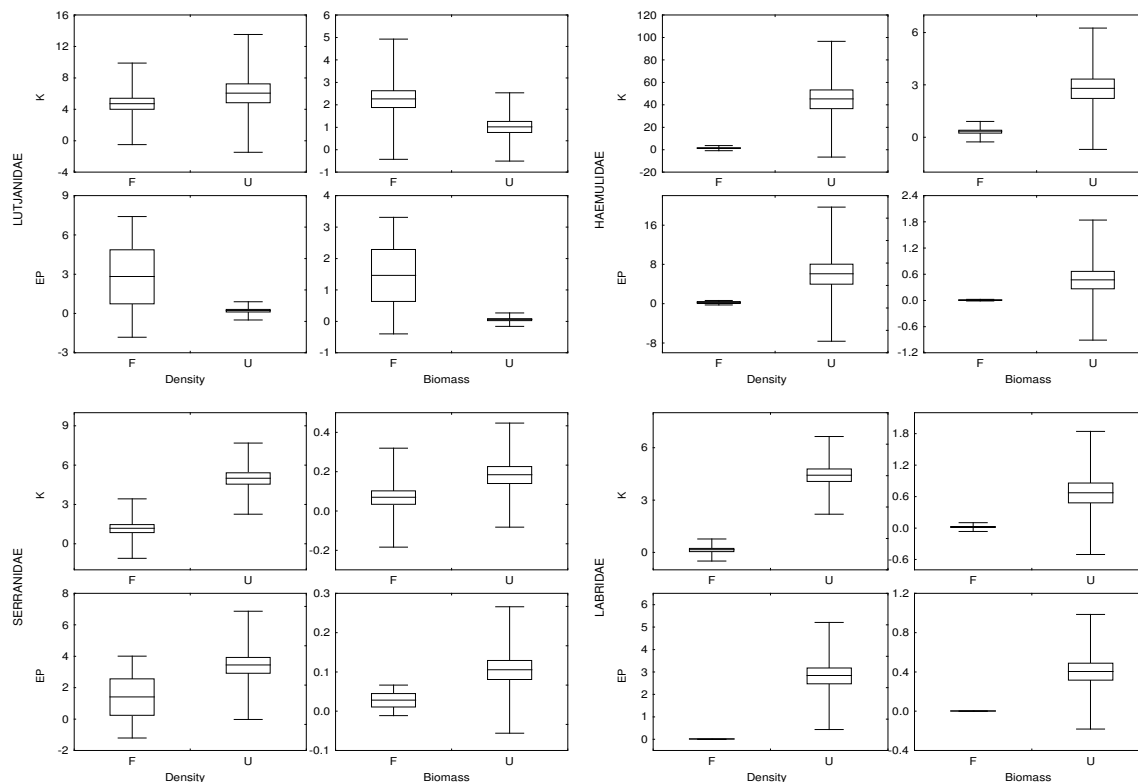 LUTJANIDAE
K
16
12
8
4
0
-4
F U
6
5
4
3
2
1
0
-1
F U
EP
9
6
3
0
-3
F U
Density
4
3
2
1
0
-1
F U
Biomass
HAEMULIDAE
K
120
100
80
60
40
20
0
-20
F U
6
3
0
F U
EP
16
8
0
-8
F U
Density
2.4
1.8
1.2
0.6
0.0
-0.6
-1.2
F U
Biomass
SERRANIDAE
K
9
6
3
0
F U
0.4
0.2
0.0
-0.2
F U
EP
8
6
4
2
0
-2
F U
Density
0.3
0.2
0.1
0.0
-0.1
F U
Biomass
LABRIDAE
K
6
3
0
F U
1.8
1.2
0.6
0.0
-0.6
F U
EP
6
5
4
3
2
1
0
F U
Density
1.2
0.8
0.4
0.0
-0.4
F U
Biomass